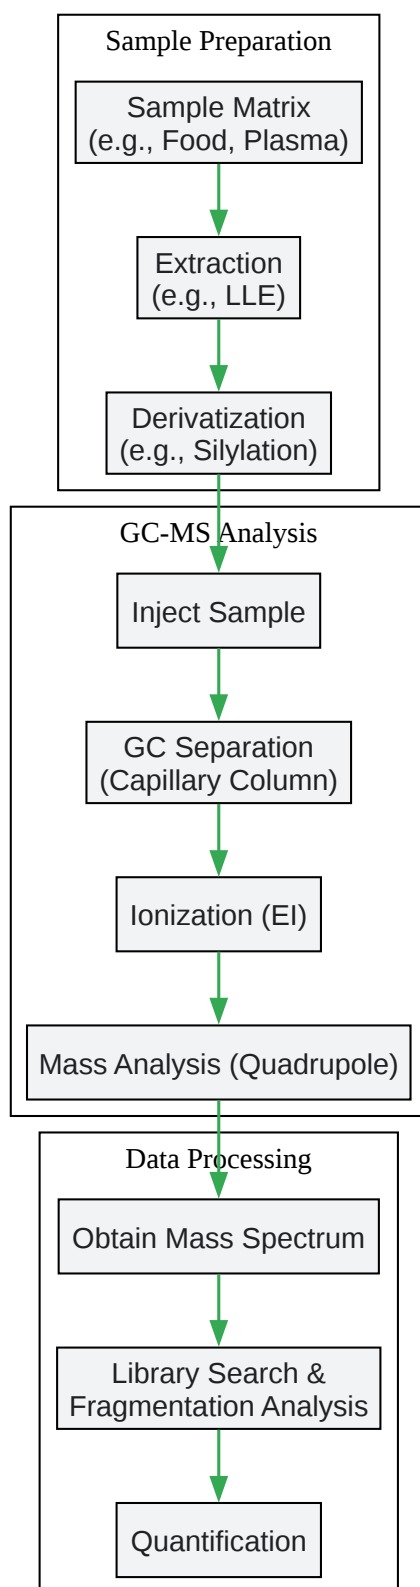 Sample Preparation
Sample Matrix
(e.g., Food, Plasma)
Extraction
(e.g., LLE)
Derivatization
(e.g., Silylation)
GC-MS Analysis
Inject Sample
GC Separation
(Capillary Column)
Ionization (EI)
Mass Analysis (Quadrupole)
Data Processing
Obtain Mass Spectrum
Library Search &
Fragmentation Analysis
Quantification